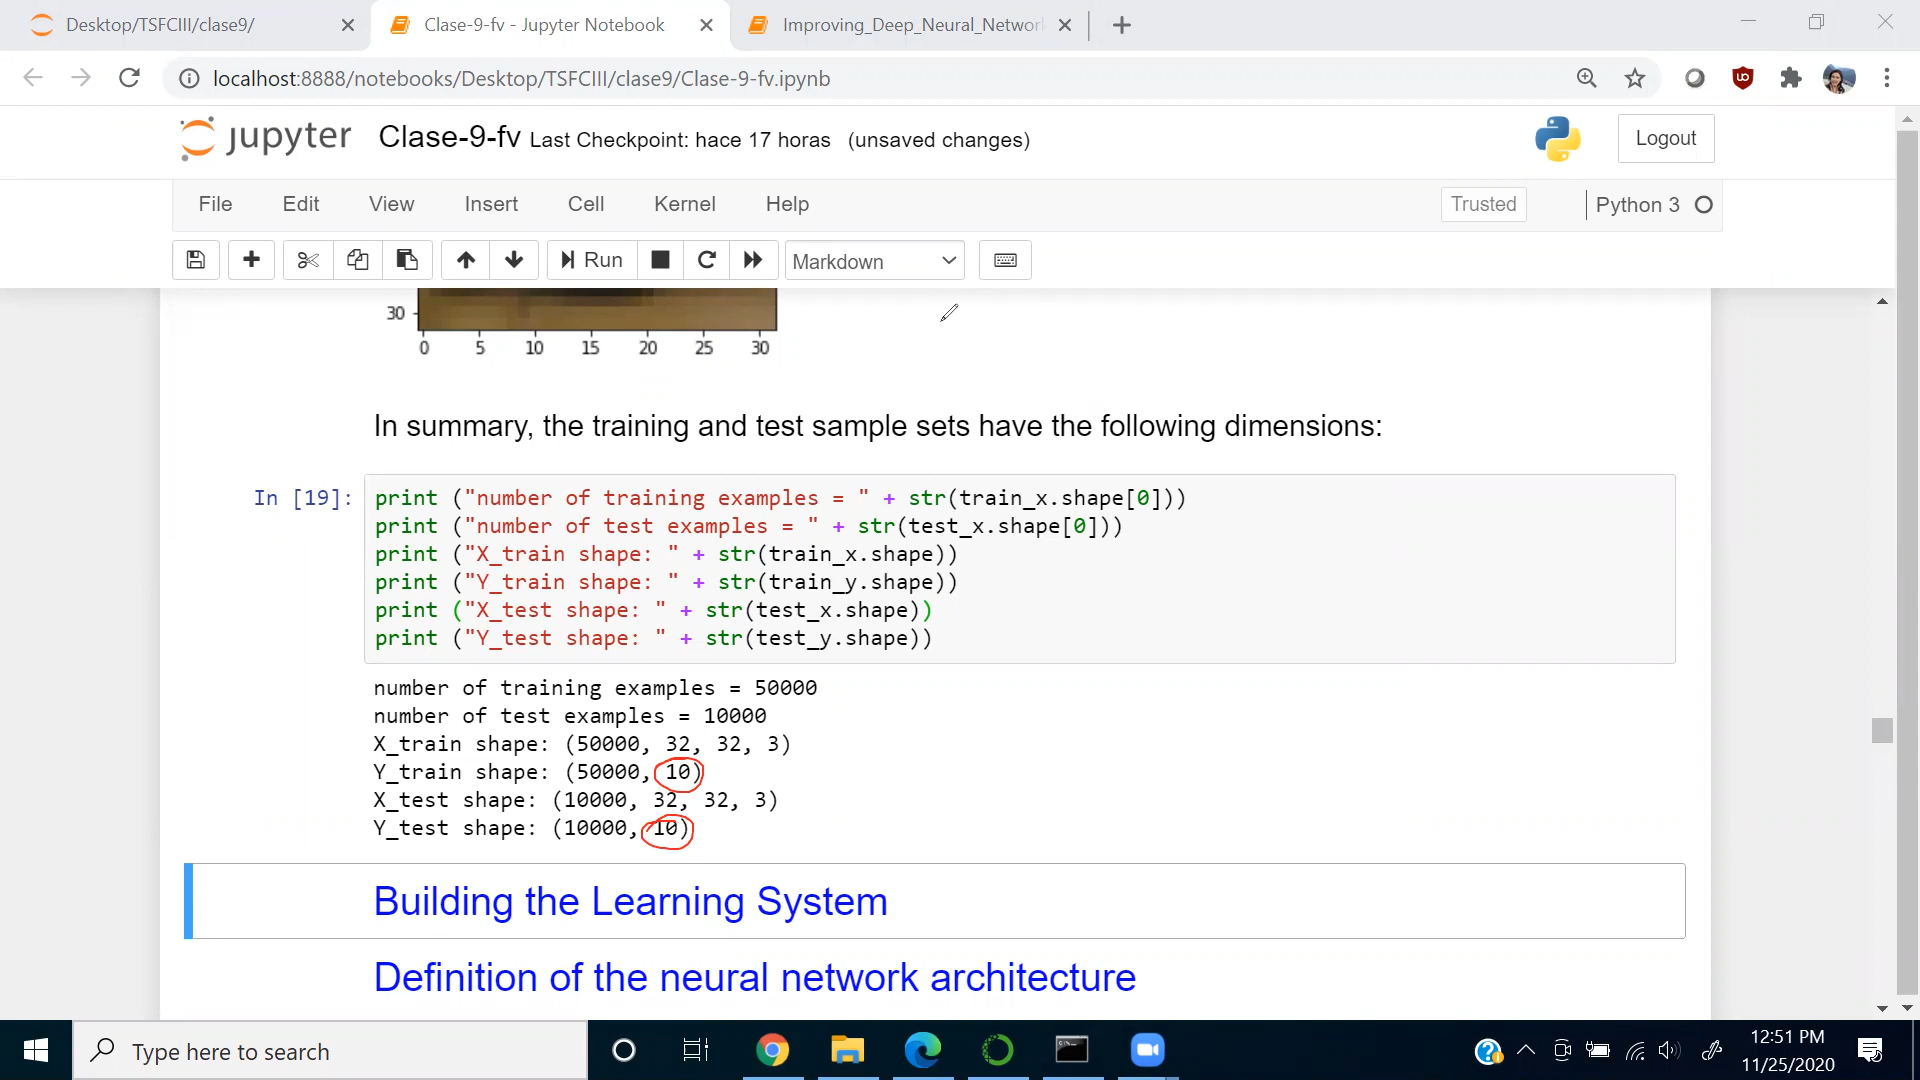 Desktop/TSFCIII/clase9/
Clase-9-fv - Jupyter Notebook
Improving_Deep_Neural_Network
localhost:8888/notebooks/Desktop/TSFCIII/clase9/Clase-9-fv.ipynb
jupyter Clase-9-fv Last Checkpoint: hace 17 horas (unsaved changes)
Logout
File Edit View Insert Cell Kernel Help
Trusted
Python 3
Run
Markdown
30
0 5 10 15 20 25 30
In summary, the training and test sample sets have the following dimensions:
In [19]: print ("number of training examples = " + str(train_x.shape[0]))
print ("number of test examples = " + str(test_x.shape[0]))
print ("X_train shape: " + str(train_x.shape))
print ("Y_train shape: " + str(train_y.shape))
print ("X_test shape: " + str(test_x.shape))
print ("Y_test shape: " + str(test_y.shape))
number of training examples = 50000
number of test examples = 10000
X_train shape: (50000, 32, 32, 3)
Y_train shape: (50000, 10)
X_test shape: (10000, 32, 32, 3)
Y_test shape: (10000, 10)
Building the Learning System
Definition of the neural network architecture
Type here to search
12:51 PM
11/25/2020